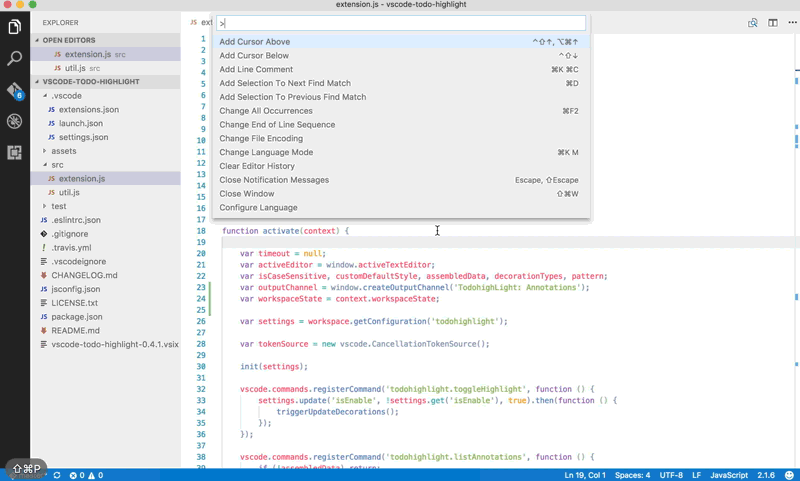 extension.js - vscode-todo-highlight
EXPLORER
OPEN EDITORS
JS extension.js src
JS util.js src
VSCODE-TODO-HIGHLIGHT
.vscode
JS extensions.json
JS launch.json
JS settings.json
assets
src
JS extension.js
JS util.js
test
JS .eslintrc.json
.gitignore
! .travis.yml
.vscodeignore
CHANGELOG.md
JS jsconfig.json
LICENSE.txt
JS package.json
README.md
vscode-todo-highlight-0.4.1.vsix
6
JS ext
>
Add Cursor Above ^⇧↑, ⌥⌘↑
Add Cursor Below ^⇧↓
Add Line Comment ⌘K ⌘C
Add Selection To Next Find Match ⌘D
Add Selection To Previous Find Match
Change All Occurrences ⌘F2
Change End of Line Sequence
Change File Encoding
Change Language Mode ⌘K M
Clear Editor History
Close Notification Messages Escape, ⇧Escape
Close Window ⇧⌘W
Configure Language
1
2
3
4
5
6
7
8
9
10
11
12
13
14
15
16
17
18 function activate(context) {
19
20 var timeout = null;
21 var activeEditor = window.activeTextEditor;
22 var isCaseSensitive, customDefaultStyle, assembledData, decorationTypes, pattern;
23 var outputChannel = window.createOutputChannel('TodohighLight: Annotations');
24 var workspaceState = context.workspaceState;
25
26 var settings = workspace.getConfiguration('todohighlight');
27
28 var tokenSource = new vscode.CancellationTokenSource();
29
30 init(settings);
31
32 vscode.commands.registerCommand('todohighlight.toggleHighlight', function () {
33 settings.update('isEnable', !settings.get('isEnable'), true).then(function () {
34 triggerUpdateDecorations();
35 });
36 });
37
38 vscode.commands.registerCommand('todohighlight.listAnnotations', function () {
39 if (!assembledData) return;
⇧⌘P
0 0
Ln 19, Col 1 Spaces: 4 UTF-8 LF JavaScript 2.1.6